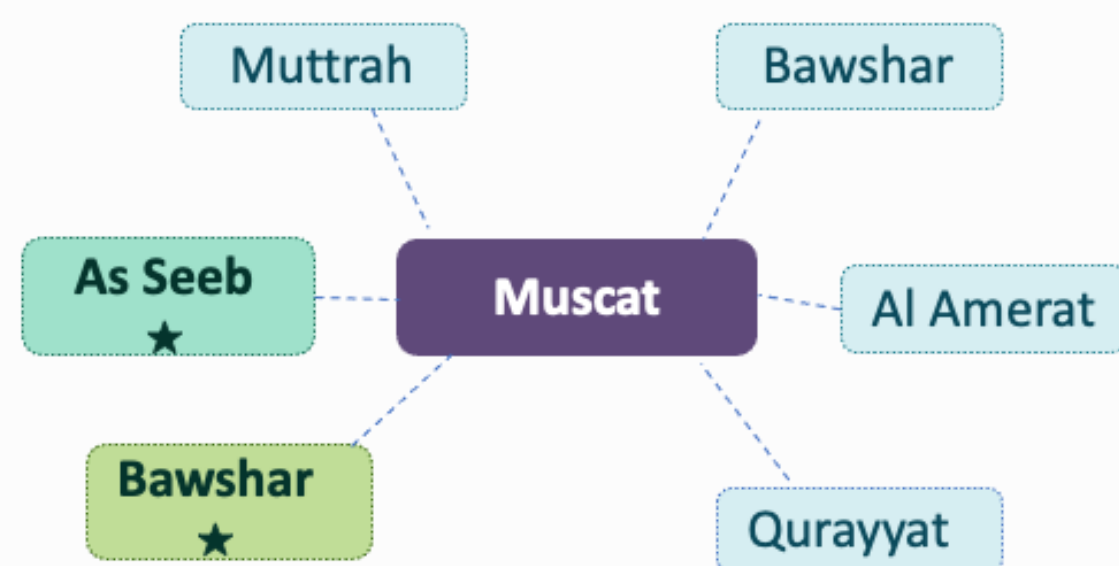 Muttrah
Bawshar
As Seeb
★
Muscat
Al Amerat
Bawshar
★
Qurayyat